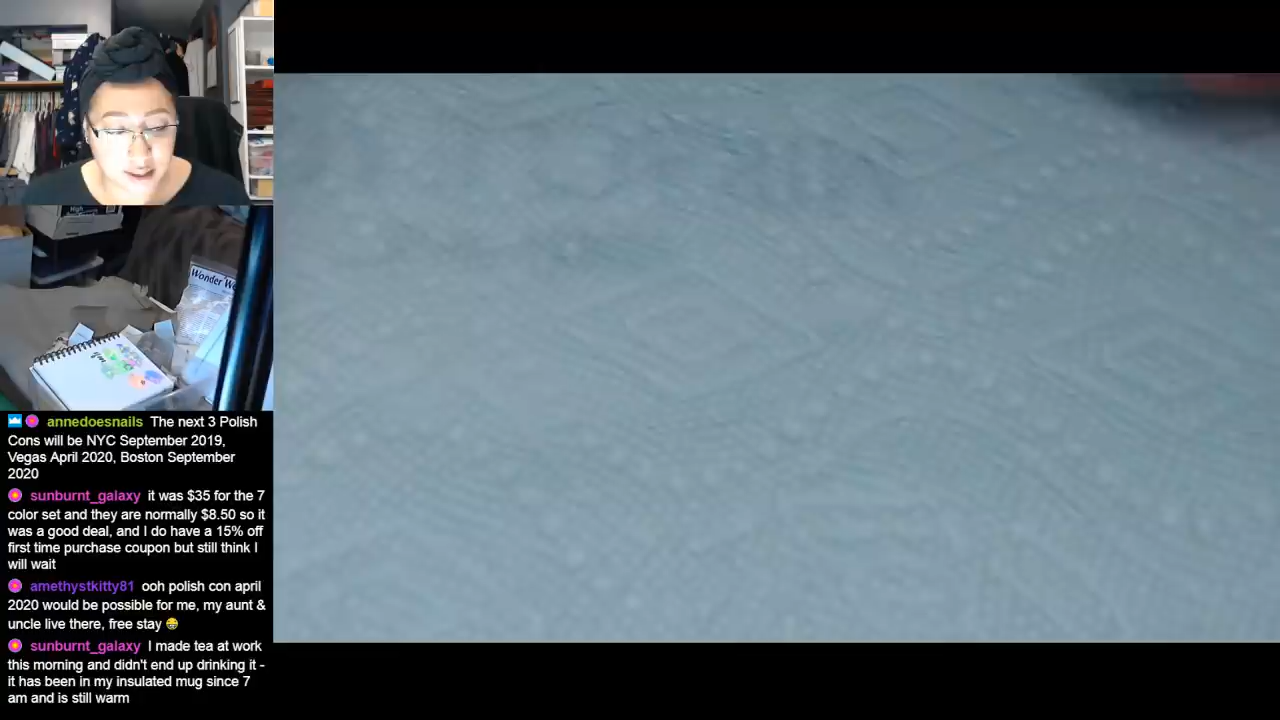 Wonder We
annedoesnails The next 3 Polish
Cons will be NYC September 2019,
Vegas April 2020, Boston September
2020
sunburnt_galaxy it was $35 for the 7
color set and they are normally $8.50 so it
was a good deal, and I do have a 15% off
first time purchase coupon but still think I
will wait
amethystkitty81 ooh polish con april
2020 would be possible for me, my aunt &
uncle live there, free stay 😁
sunburnt_galaxy I made tea at work
this morning and didn't end up drinking it -
it has been in my insulated mug since 7
am and is still warm